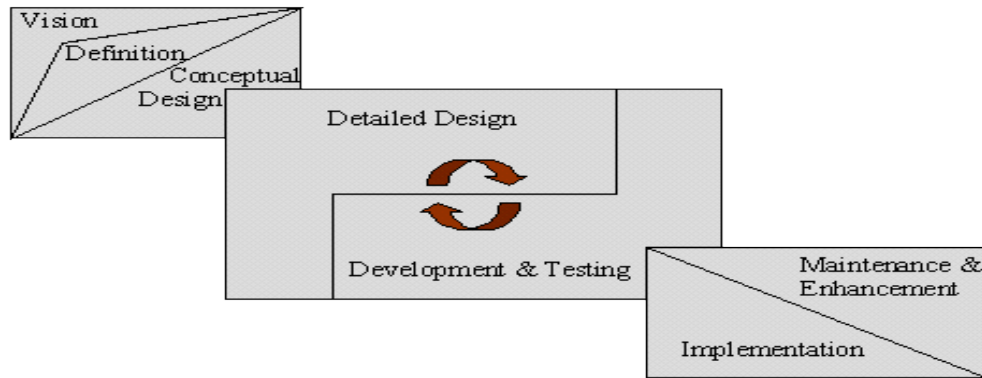 Vision
Definition
Conceptual
Design
Detailed Design
Development & Testing
Maintenance &
Enhancement
Implementation